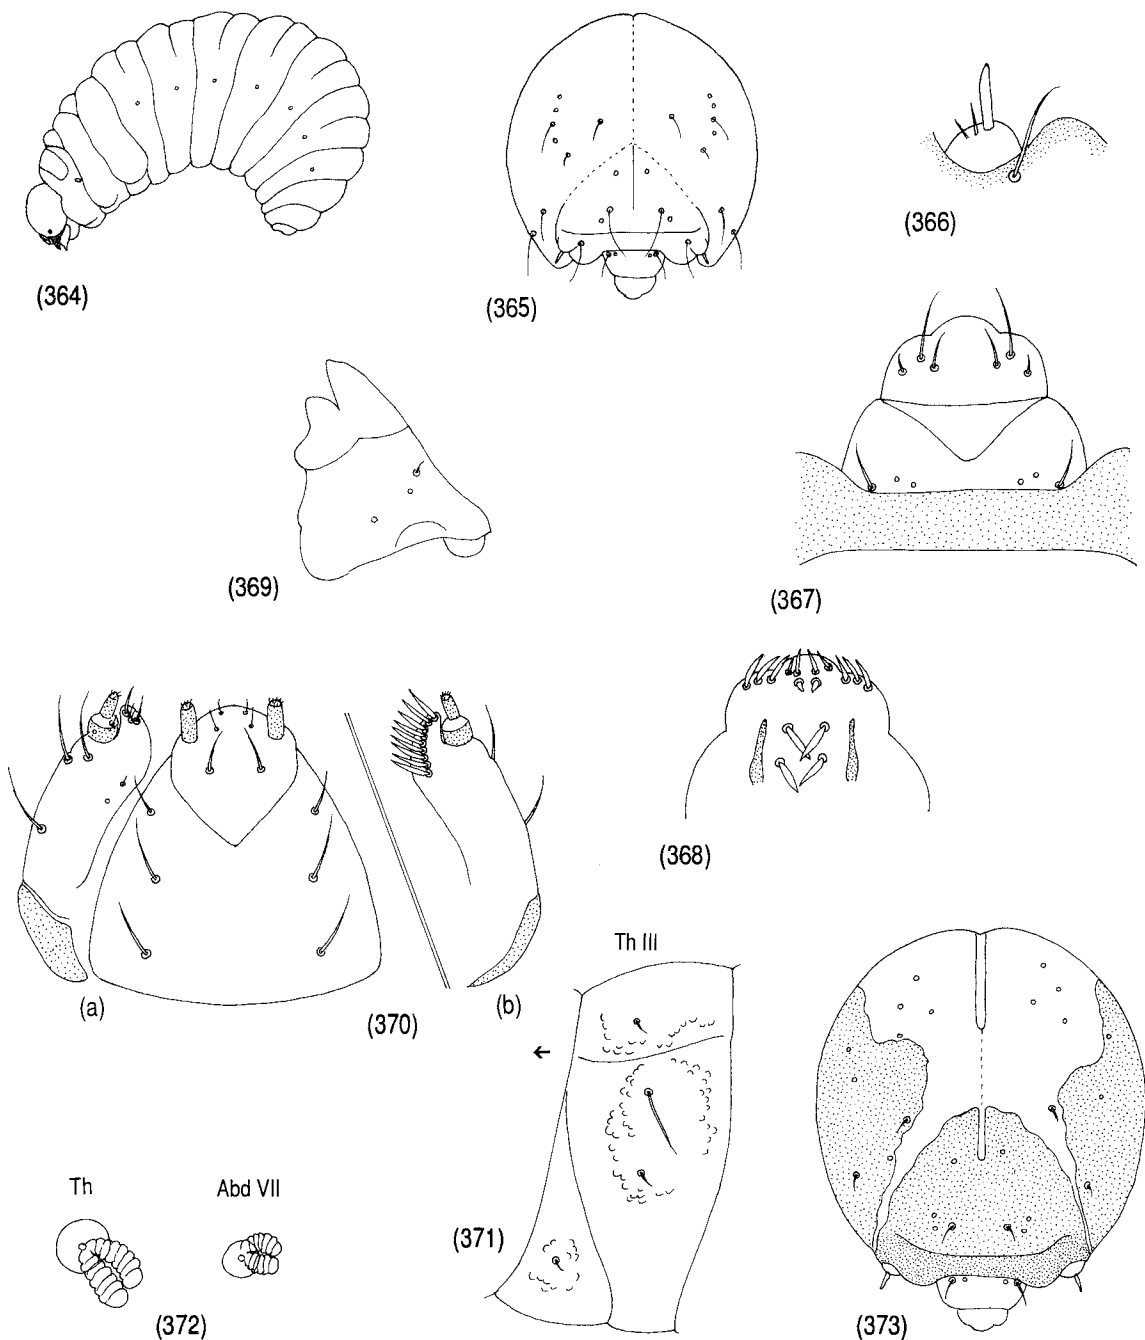 (364)
(365)
(366)
(369)
(367)
(368)
(a)
(370)
(b)
Th III
←
(371)
Th
Abd VII
(372)
(373)